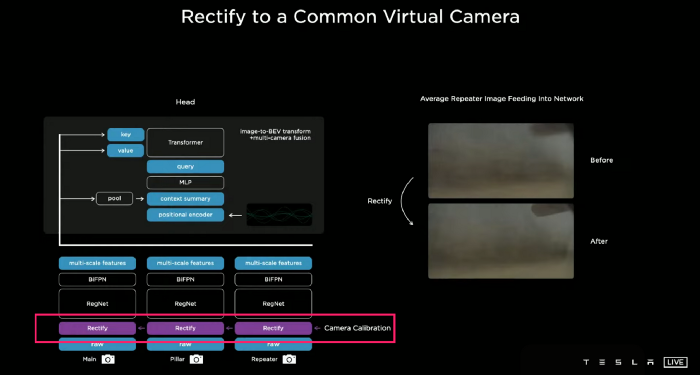 Rectify to a Common Virtual Camera
Head
key
value
Transformer
image-to-BEV transform
+multi-camera fusion
query
MLP
pool
context summary
positional encoder
multi-scale features
multi-scale features
multi-scale features
BiFPN
BiFPN
BiFPN
RegNet
RegNet
RegNet
Rectify
Rectify
Rectify
Camera Calibration
raw
raw
raw
Main
Pillar
Repeater
Average Repeater Image Feeding Into Network
Before
Rectify
After
TESLA LIVE